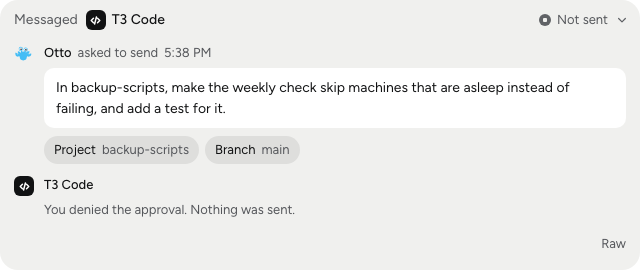 Messaged T3 Code Not sent
Otto asked to send 5:38 PM
In backup-scripts, make the weekly check skip machines that are asleep instead of
failing, and add a test for it.
Project backup-scripts Branch main
T3 Code
You denied the approval. Nothing was sent.
Raw